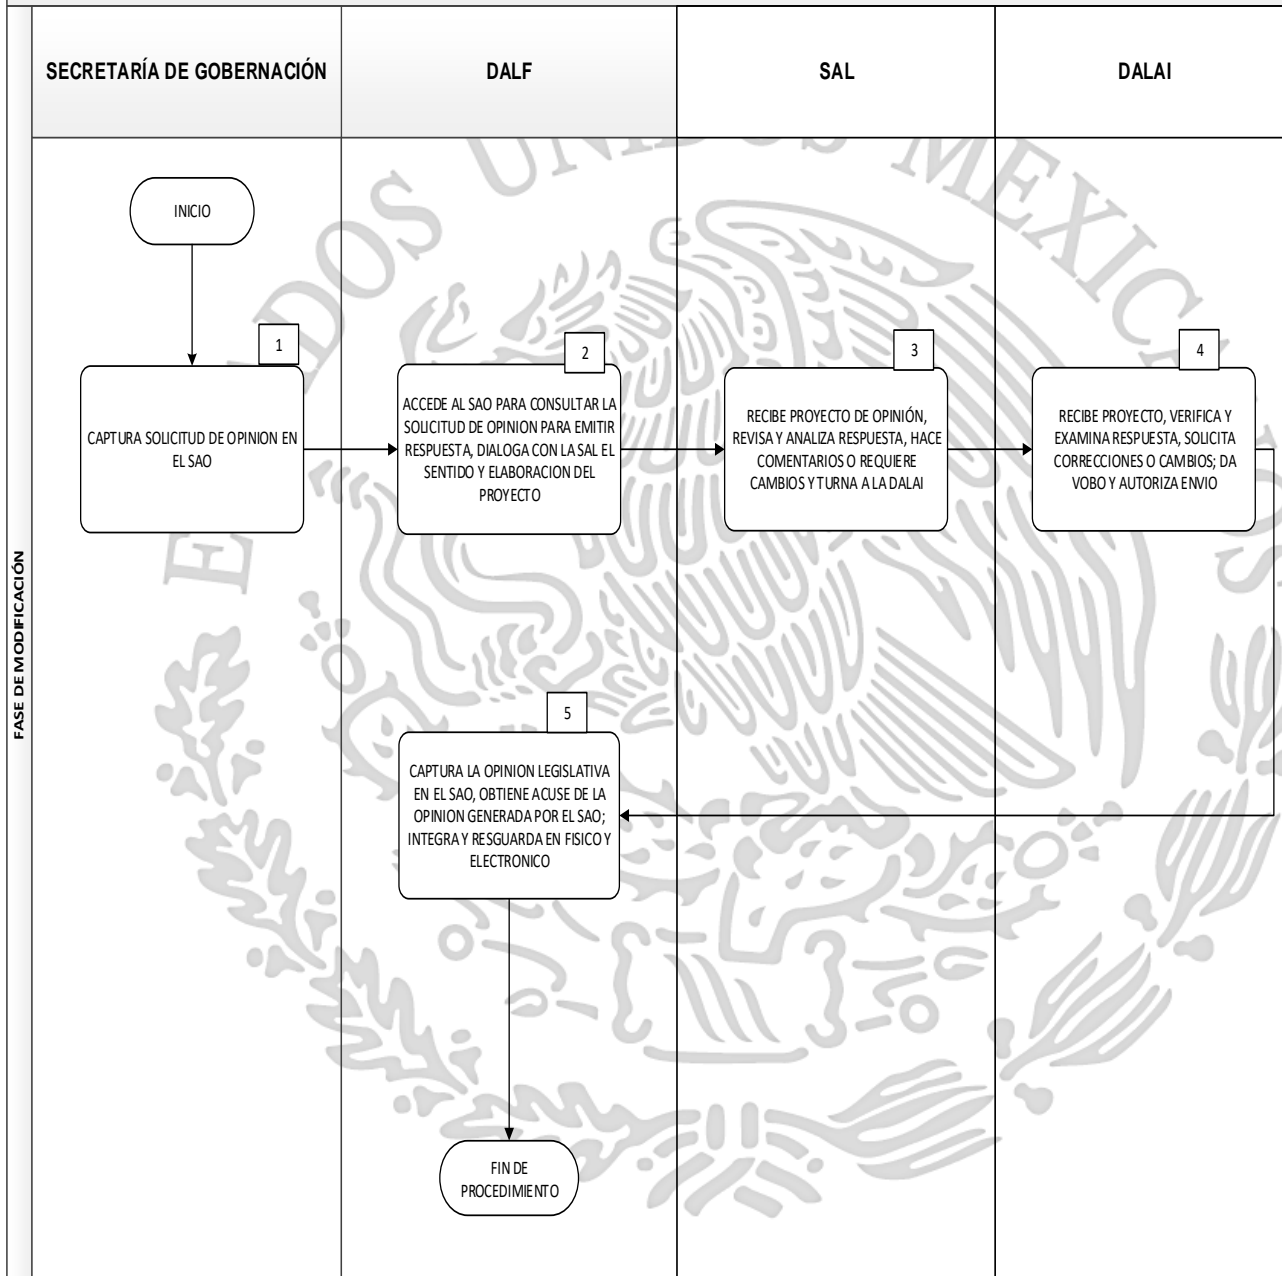 SECRETARÍA DE GOBERNACIÓN
DALF
SAL
DALAI
FASE DE MODIFICACIÓN
ESTADOS UNIDOS MEXICANOS
INICIO
1
CAPTURA SOLICITUD DE OPINION EN
EL SAO
2
ACCEDE AL SAO PARA CONSULTAR LA
SOLICITUD DE OPINION PARA EMITIR
RESPUESTA, DIALOGA CON LA SAL EL
SENTIDO Y ELABORACION DEL
PROYECTO
3
RECIBE PROYECTO DE OPINIÓN,
REVISA Y ANALIZA RESPUESTA, HACE
COMENTARIOS O REQUIERE
CAMBIOS Y TURNA A LA DALAI
4
RECIBE PROYECTO, VERIFICA Y
EXAMINA RESPUESTA, SOLICITA
CORRECCIONES O CAMBIOS; DA
VOBO Y AUTORIZA ENVIO
5
CAPTURA LA OPINION LEGISLATIVA
EN EL SAO, OBTIENE ACUSE DE LA
OPINION GENERADA POR EL SAO;
INTEGRA Y RESGUARDA EN FISICO Y
ELECTRONICO
FIN DE
PROCEDIMIENTO